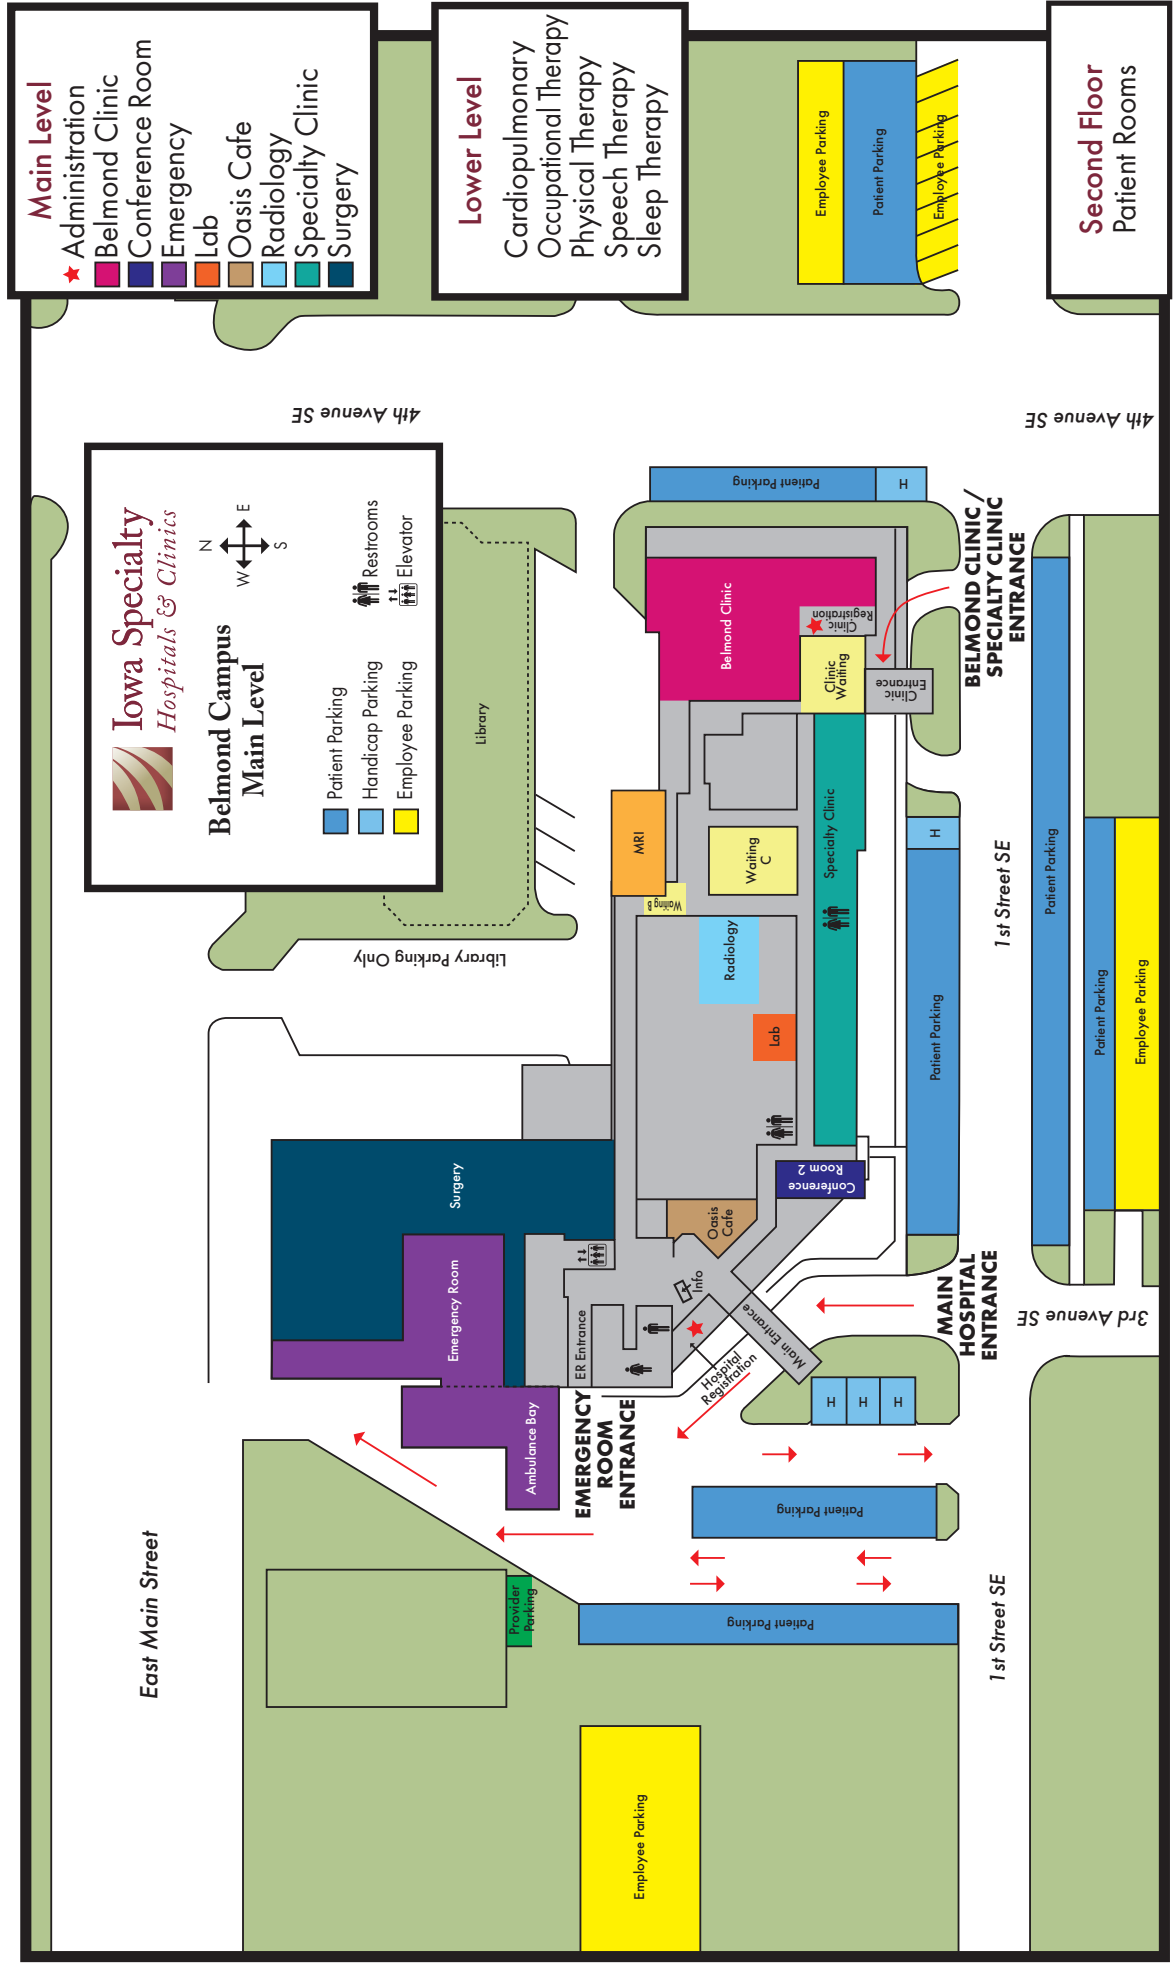 Main Level
Administration
Belmond Clinic
Conference Room
Emergency
Lab
Oasis Cafe
Radiology
Specialty Clinic
Surgery
Lower Level
Cardiopulmonary
Occupational Therapy
Physical Therapy
Speech Therapy
Sleep Therapy
Second Floor
Patient Rooms
Employee Parking
Patient Parking
Employee Parking
4th Avenue SE
4th Avenue SE
Iowa Specialty
Hospitals & Clinics
Belmond Campus
Main Level
N
W
E
S
Patient Parking
Handicap Parking
Employee Parking
Restrooms
Elevator
Library
Library Parking Only
Patient Parking
H
Belmond Clinic
Clinic
Registration
Clinic
Waiting
Clinic
Entrance
BELMOND CLINIC /
SPECIALTY CLINIC
ENTRANCE
MRI
Waiting B
Waiting
C
Specialty Clinic
Radiology
Lab
H
Patient Parking
1st Street SE
Patient Parking
Patient Parking
Employee Parking
Surgery
Emergency Room
Ambulance Bay
ER Entrance
EMERGENCY
ROOM
ENTRANCE
Oasis
Cafe
Conference
Room 2
Info
Main Entrance
Hospital
Registration
MAIN
HOSPITAL
ENTRANCE
3rd Avenue SE
H
H
H
Patient Parking
Patient Parking
Provider
Parking
East Main Street
1st Street SE
Employee Parking